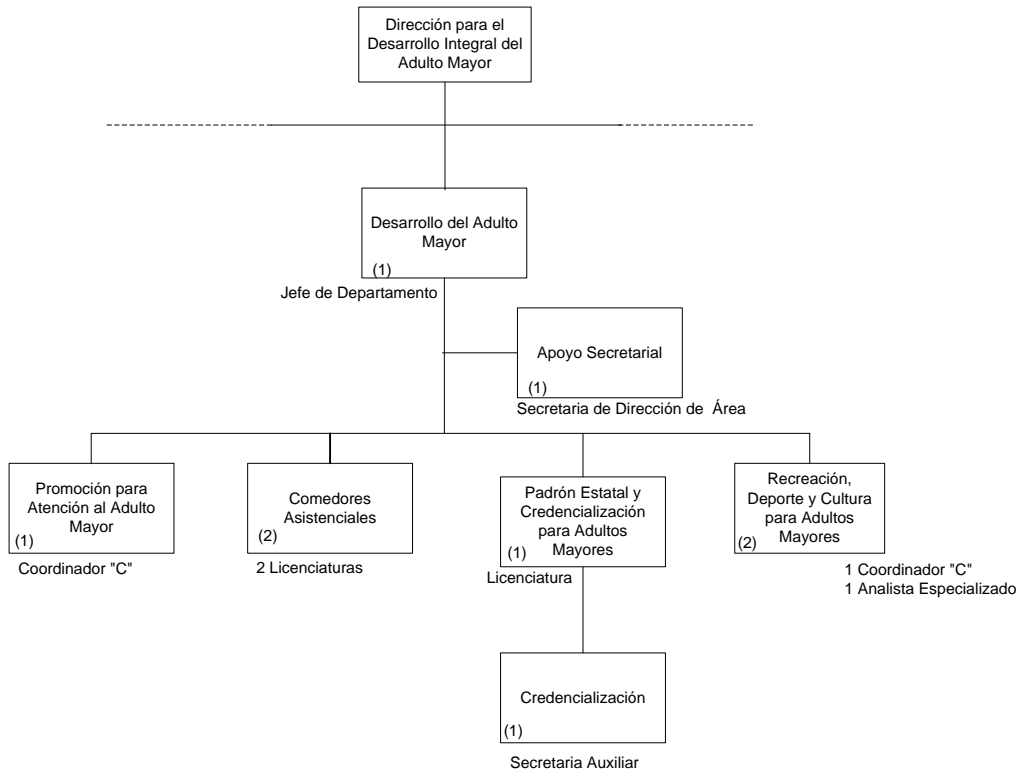 Dirección para el
Desarrollo Integral del
Adulto Mayor
Desarrollo del Adulto
Mayor
(1)
Jefe de Departamento
Apoyo Secretarial
(1)
Secretaria de Dirección de Área
Promoción para
Atención al Adulto
Mayor
(1)
Coordinador "C"
Comedores
Asistenciales
(2)
2 Licenciaturas
Padrón Estatal y
Credencialización
para Adultos
Mayores
(1)
Licenciatura
Recreación,
Deporte y Cultura
para Adultos
Mayores
(2)
1 Coordinador "C"
1 Analista Especializado
Credencialización
(1)
Secretaria Auxiliar